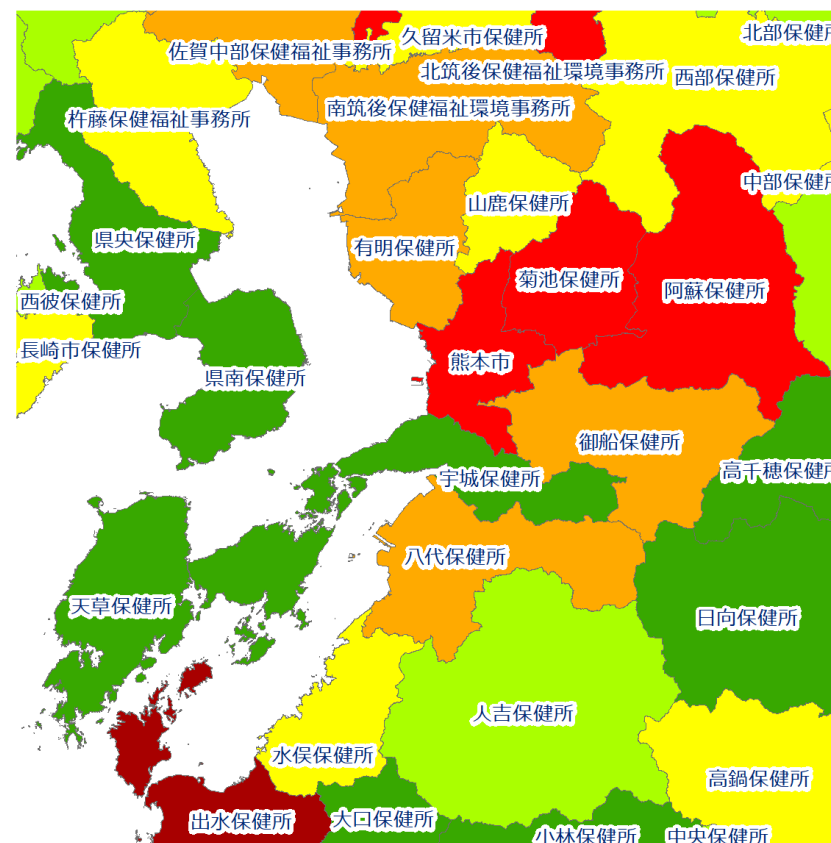 北部保健所
久留米市保健所
佐賀中部保健福祉事務所
北筑後保健福祉環境事務所
西部保健所
南筑後保健福祉環境事務所
杵藤保健福祉事務所
中部保健所
山鹿保健所
県央保健所
有明保健所
菊池保健所
阿蘇保健所
西彼保健所
長崎市保健所
熊本市
県南保健所
御船保健所
高千穂保健所
宇城保健所
八代保健所
天草保健所
日向保健所
人吉保健所
水俣保健所
高鍋保健所
出水保健所
大口保健所
小林保健所
中央保健所